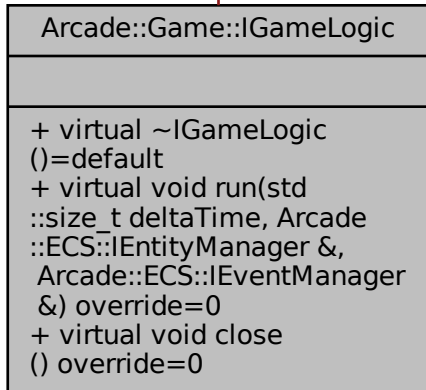 Arcade::Game::IGameLogic
+ virtual ~IGameLogic
()=default
+ virtual void run(std
::size_t deltaTime, Arcade
::ECS::IEntityManager &,
Arcade::ECS::IEventManager
&) override=0
+ virtual void close
() override=0